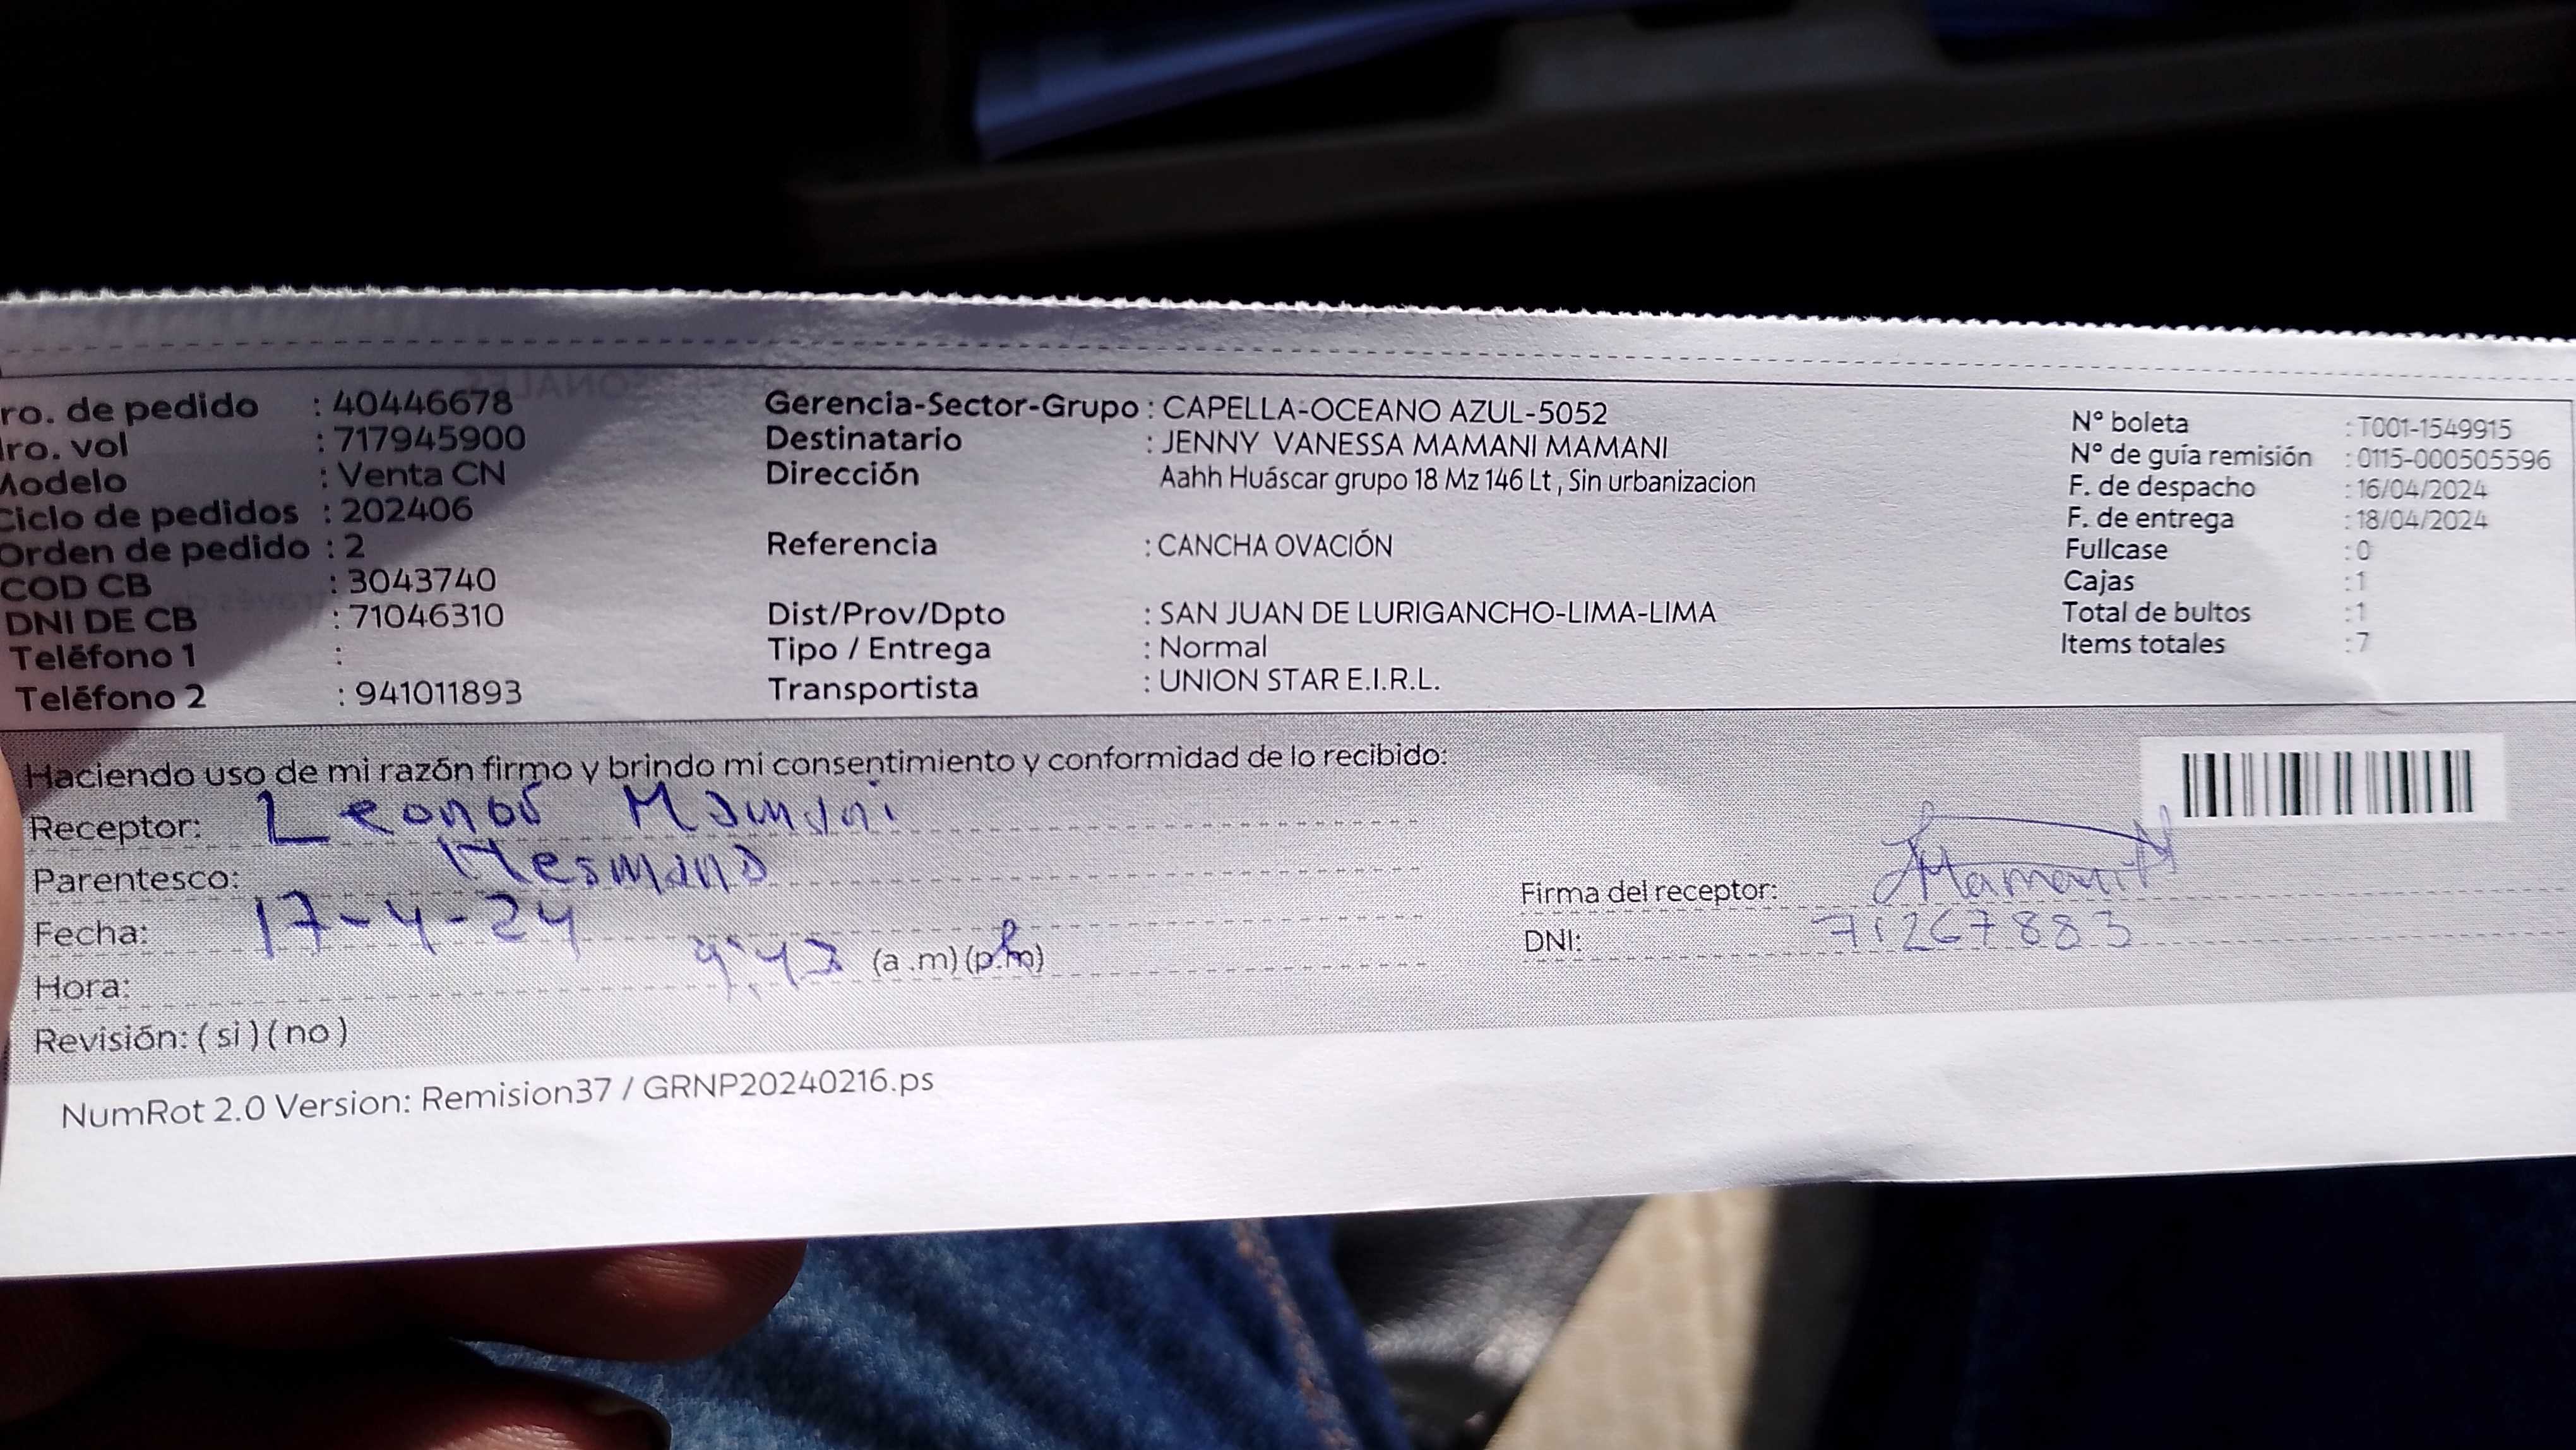 ro. de pedido : 40446678
ro. vol : 717945900
Modelo : Venta CN
Ciclo de pedidos : 202406
Orden de pedido : 2
COD CB : 3043740
DNI DE CB : 71046310
Teléfono 1 :
Teléfono 2 : 941011893
Gerencia-Sector-Grupo : CAPELLA-OCEANO AZUL-5052
Destinatario : JENNY VANESSA MAMANI MAMANI
Dirección Aahh Huáscar grupo 18 Mz 146 Lt , Sin urbanizacion
Referencia : CANCHA OVACIÓN
Dist/Prov/Dpto : SAN JUAN DE LURIGANCHO-LIMA-LIMA
Tipo / Entrega : Normal
Transportista : UNION STAR E.I.R.L.
N° boleta : T001-1549915
N° de guía remisión : 0115-000505596
F. de despacho : 16/04/2024
F. de entrega : 18/04/2024
Fullcase : 0
Cajas : 1
Total de bultos : 1
Items totales : 7
Haciendo uso de mi razón firmo y brindo mi consentimiento y conformidad de lo recibido:
Receptor: Leonor Mamani
Parentesco: Hermana
Fecha: 17-4-24
Hora: (a.m) (p.m)
Revisión: ( si ) ( no )
Firma del receptor: Mamani
DNI: 71267883
NumRot 2.0 Version: Remision37 / GRNP20240216.ps